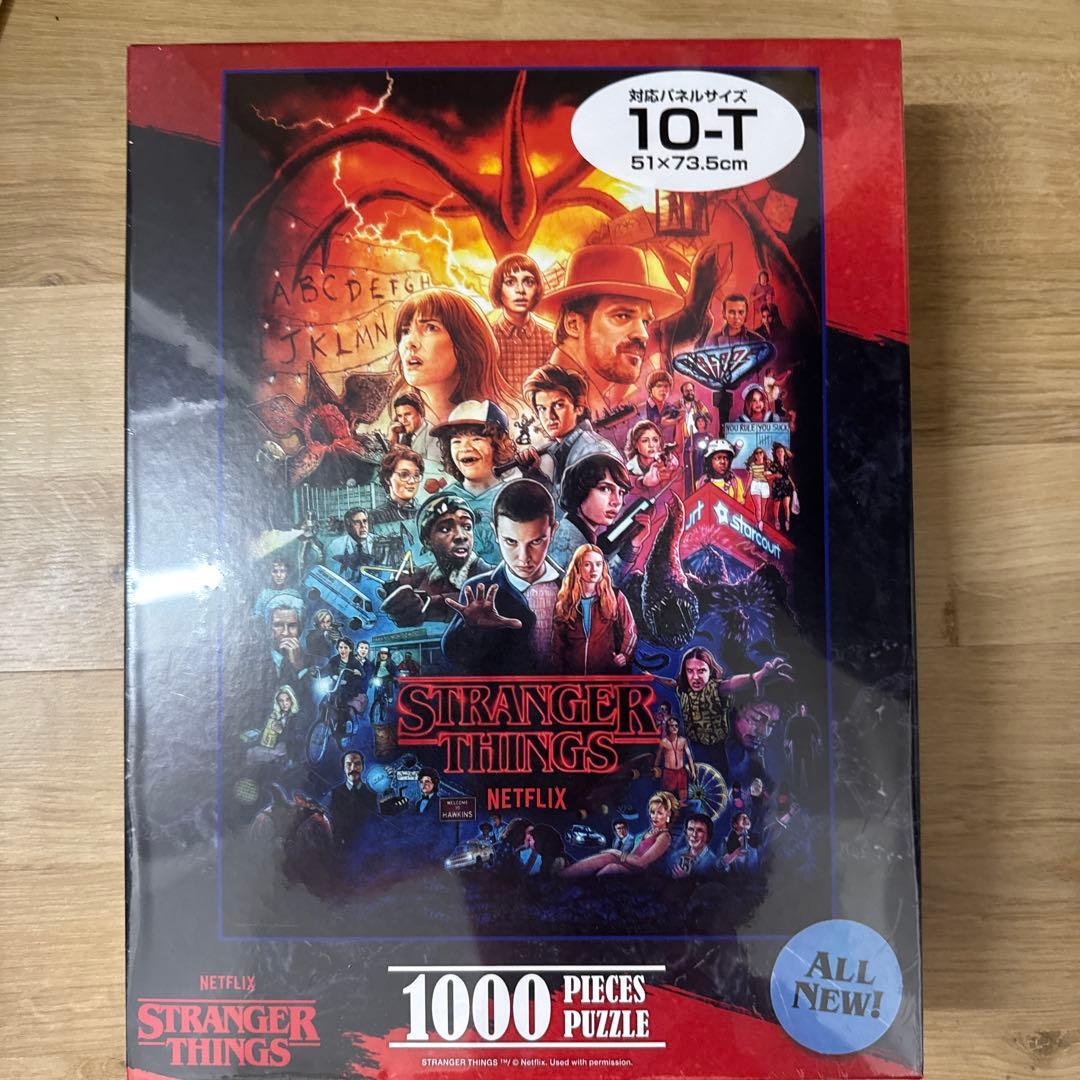 対応パネルサイズ
10-T
51×73.5cm
ABCDEFGH
JKLMN
YOU RULE YOU SUCK
starcourt
STRANGER
THINGS
NETFLIX
WELCOME
TO
HAWKINS
ALL
NEW!
NETFLIX
STRANGER
THINGS
1000 PIECES
PUZZLE
STRANGER THINGS ™/ © Netflix. Used with permission.